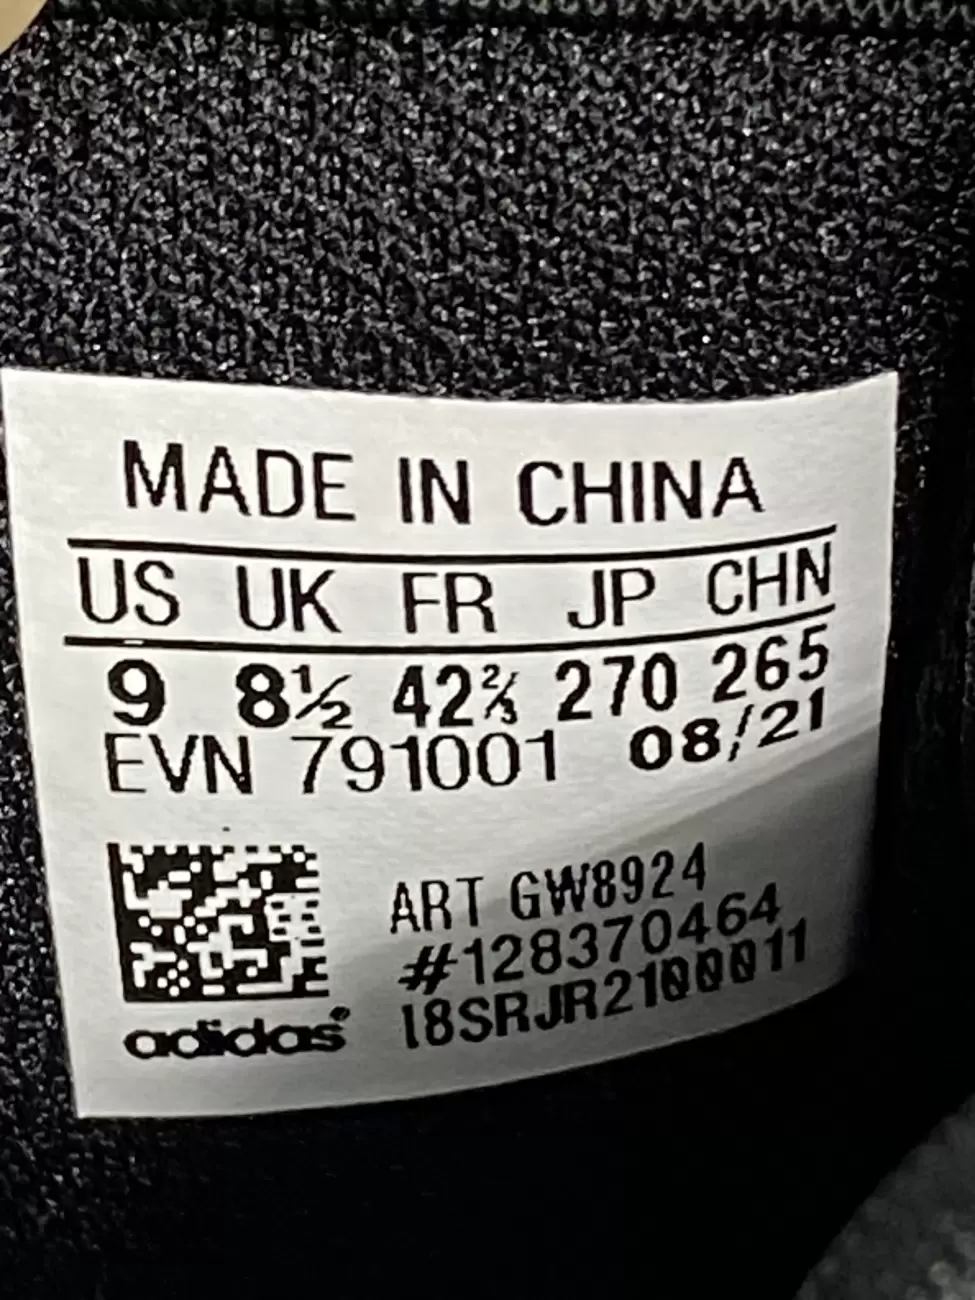 MADE IN CHINA
US UK FR JP CHN
9 8½ 42⅔ 270 265
EVN 791001 08/21
ART GW8924
#128370464
18SRJR2100011
adidas®